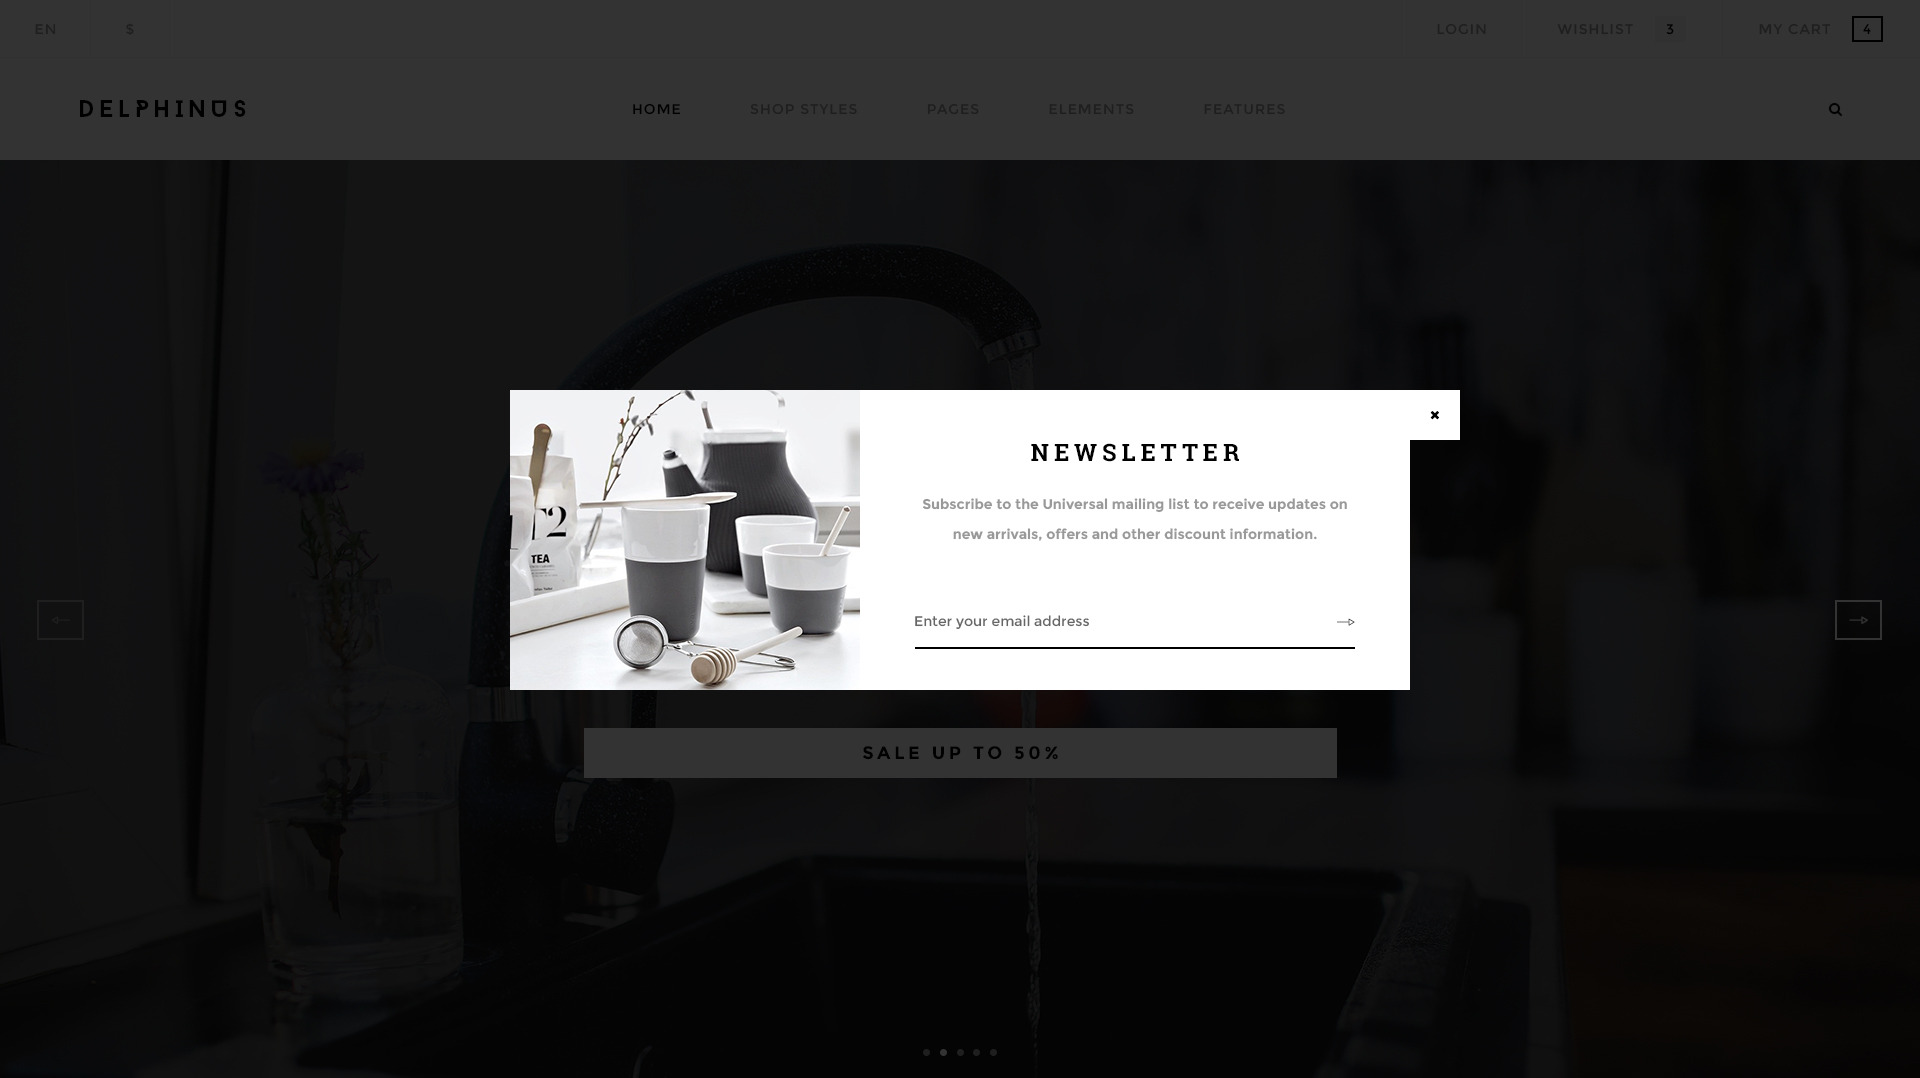 EN $ LOGIN WISHLIST 3 MY CART 4
DELPHINUS HOME SHOP STYLES PAGES ELEMENTS FEATURES
NEWSLETTER
Subscribe to the Universal mailing list to receive updates on
new arrivals, offers and other discount information.
T2
TEA
Enter your email address
SALE UP TO 50%